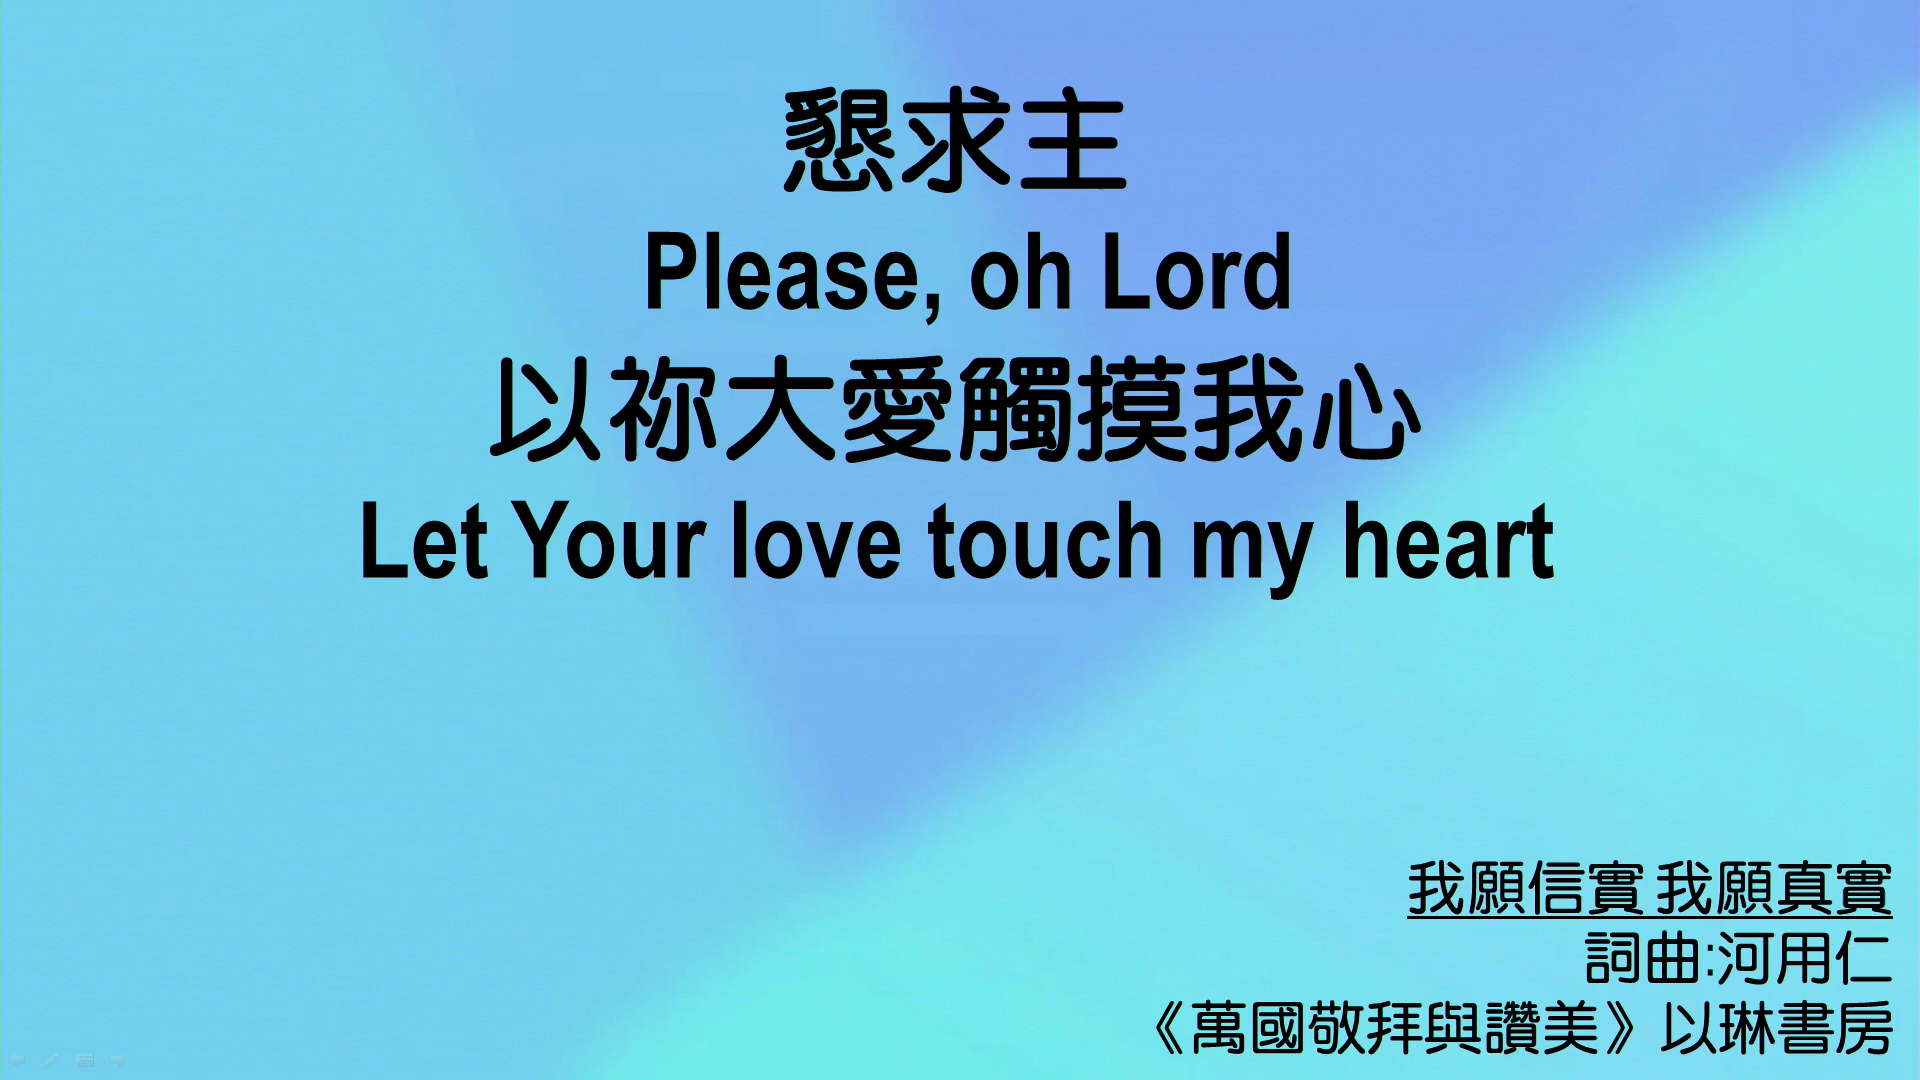 懇求主
Please, oh Lord
以祢大愛觸摸我心
Let Your love touch my heart
我願信實 我願真實
詞曲:河用仁
《萬國敬拜與讚美》以琳書房